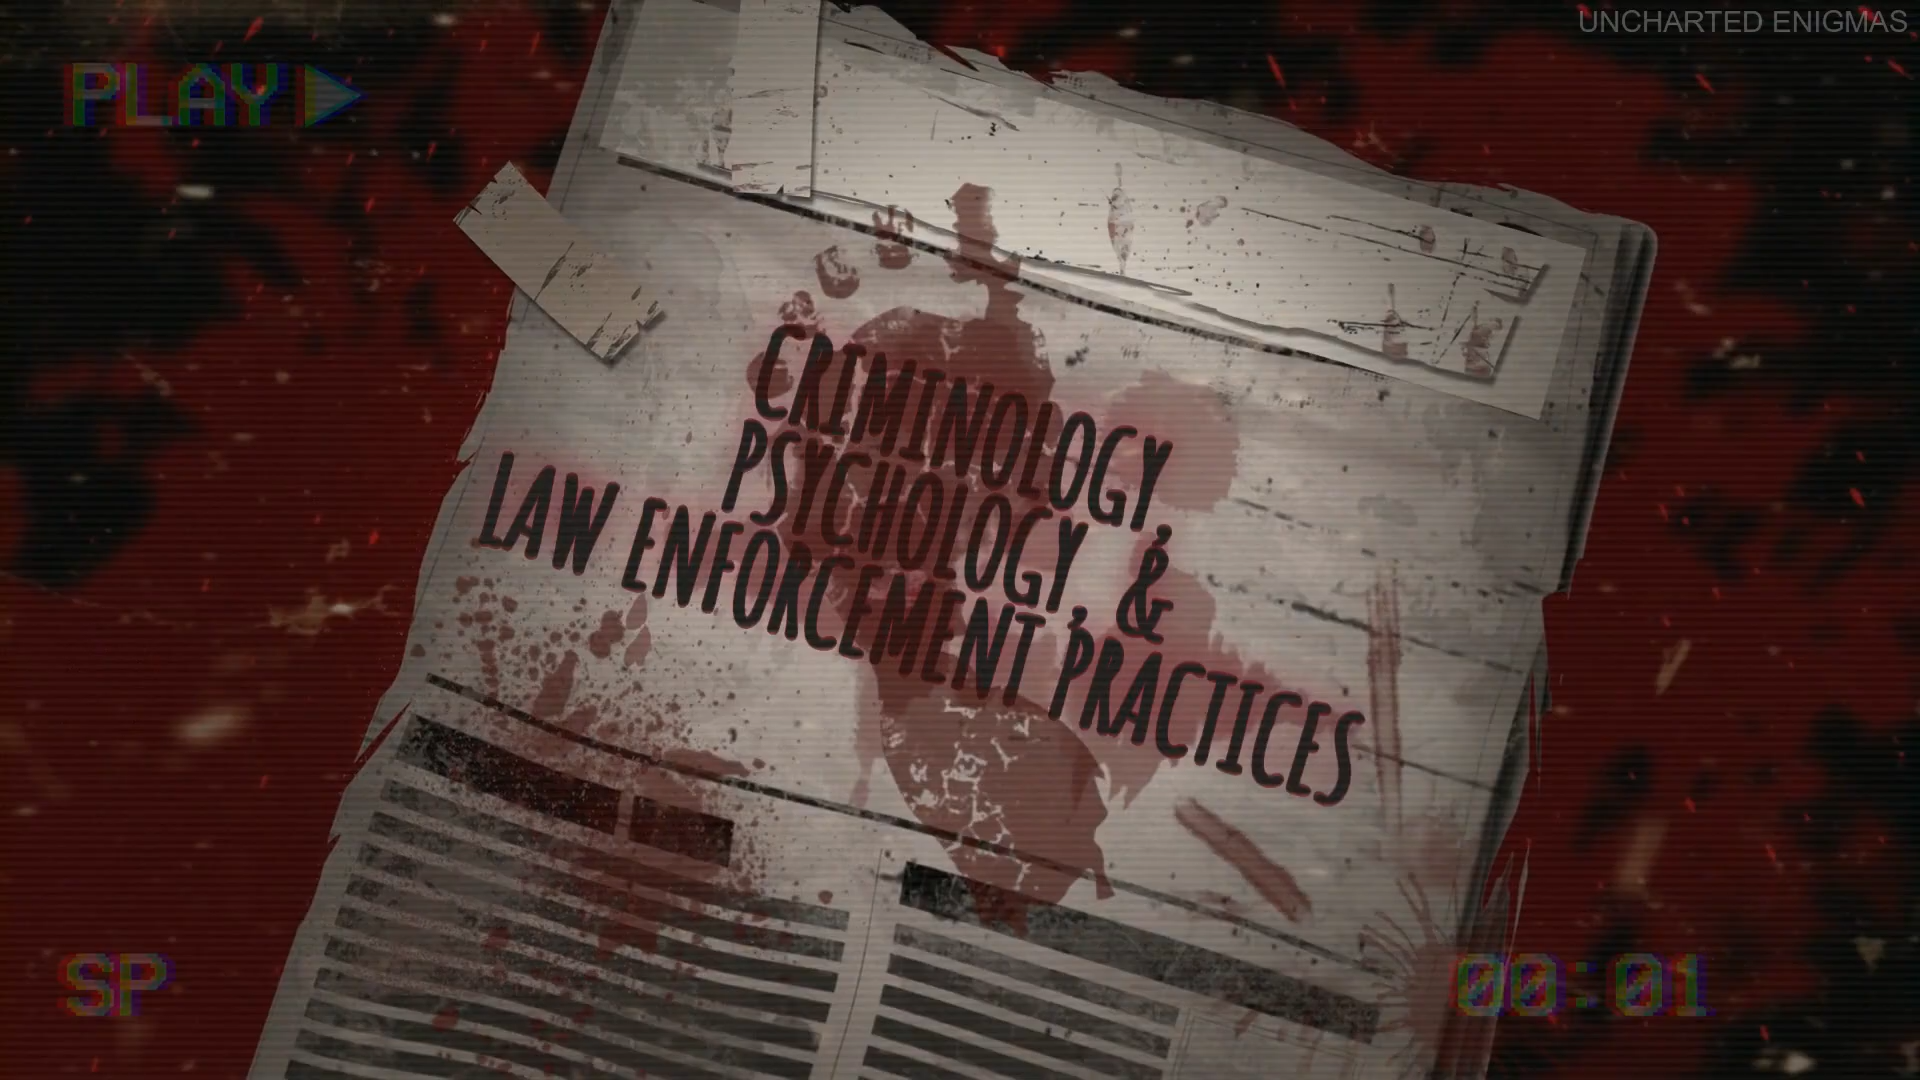 UNCHARTED ENIGMAS
PLAY
CRIMINOLOGY,
PSYCHOLOGY, &
LAW ENFORCEMENT PRACTICES
SP
00:01